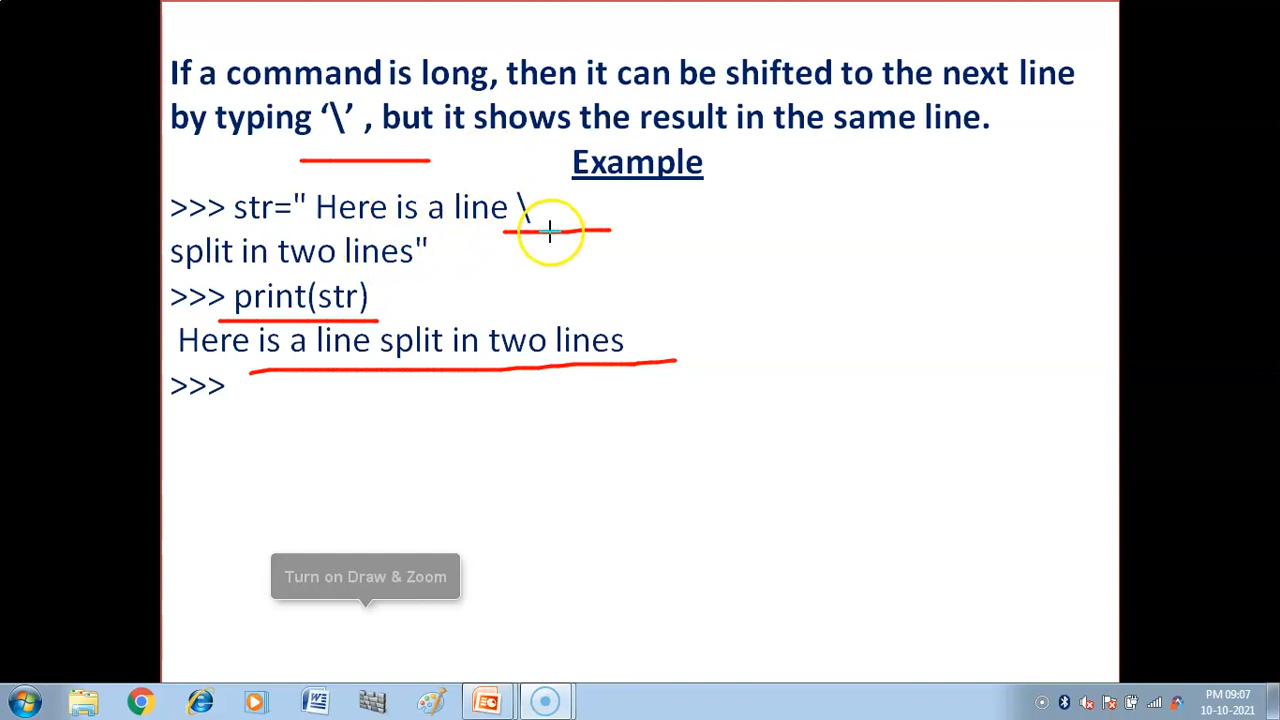 If a command is long, then it can be shifted to the next line
by typing ‘\’ , but it shows the result in the same line.
Example
>>> str=" Here is a line \
split in two lines"
>>> print(str)
Here is a line split in two lines
>>>
Turn on Draw & Zoom
PM 09:07
10-10-2021